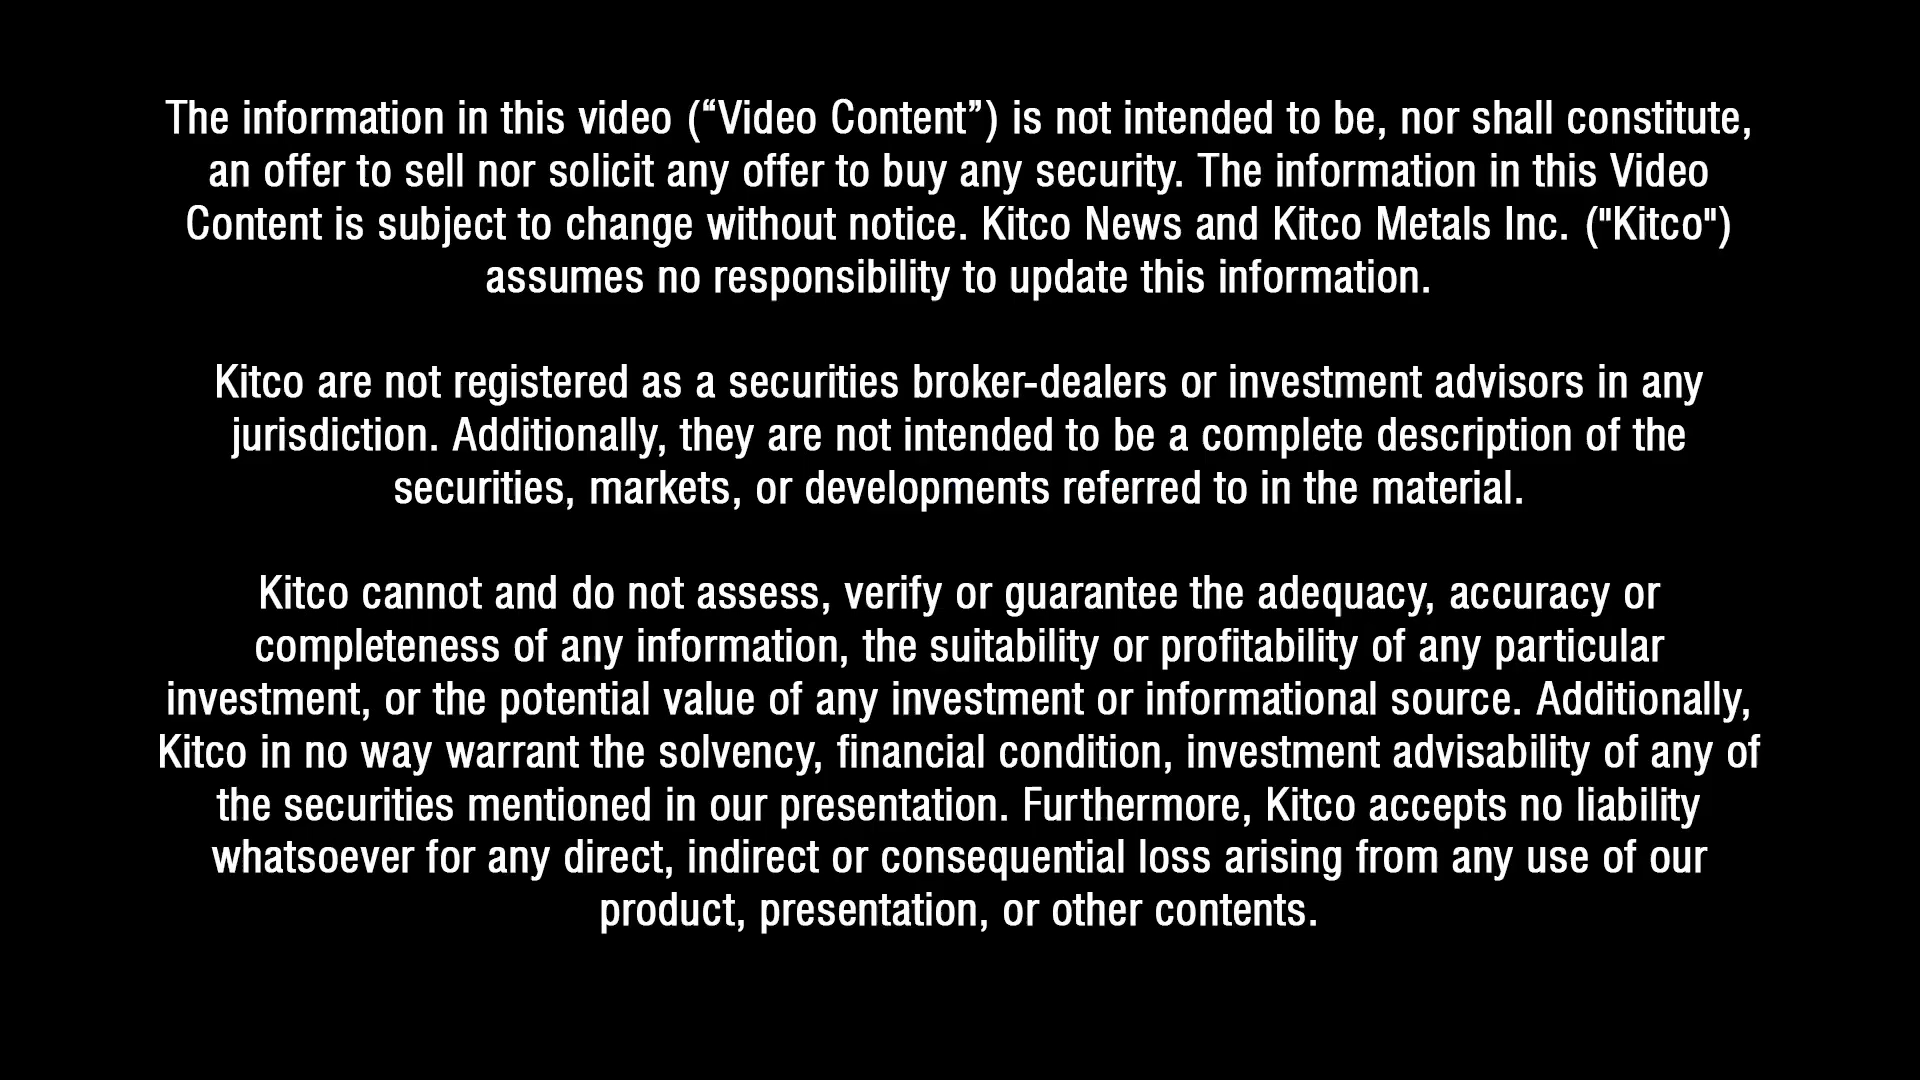 The information in this video (“Video Content”) is not intended to be, nor shall constitute,
an offer to sell nor solicit any offer to buy any security. The information in this Video
Content is subject to change without notice. Kitco News and Kitco Metals Inc. ("Kitco")
assumes no responsibility to update this information.
Kitco are not registered as a securities broker-dealers or investment advisors in any
jurisdiction. Additionally, they are not intended to be a complete description of the
securities, markets, or developments referred to in the material.
Kitco cannot and do not assess, verify or guarantee the adequacy, accuracy or
completeness of any information, the suitability or profitability of any particular
investment, or the potential value of any investment or informational source. Additionally,
Kitco in no way warrant the solvency, financial condition, investment advisability of any of
the securities mentioned in our presentation. Furthermore, Kitco accepts no liability
whatsoever for any direct, indirect or consequential loss arising from any use of our
product, presentation, or other contents.